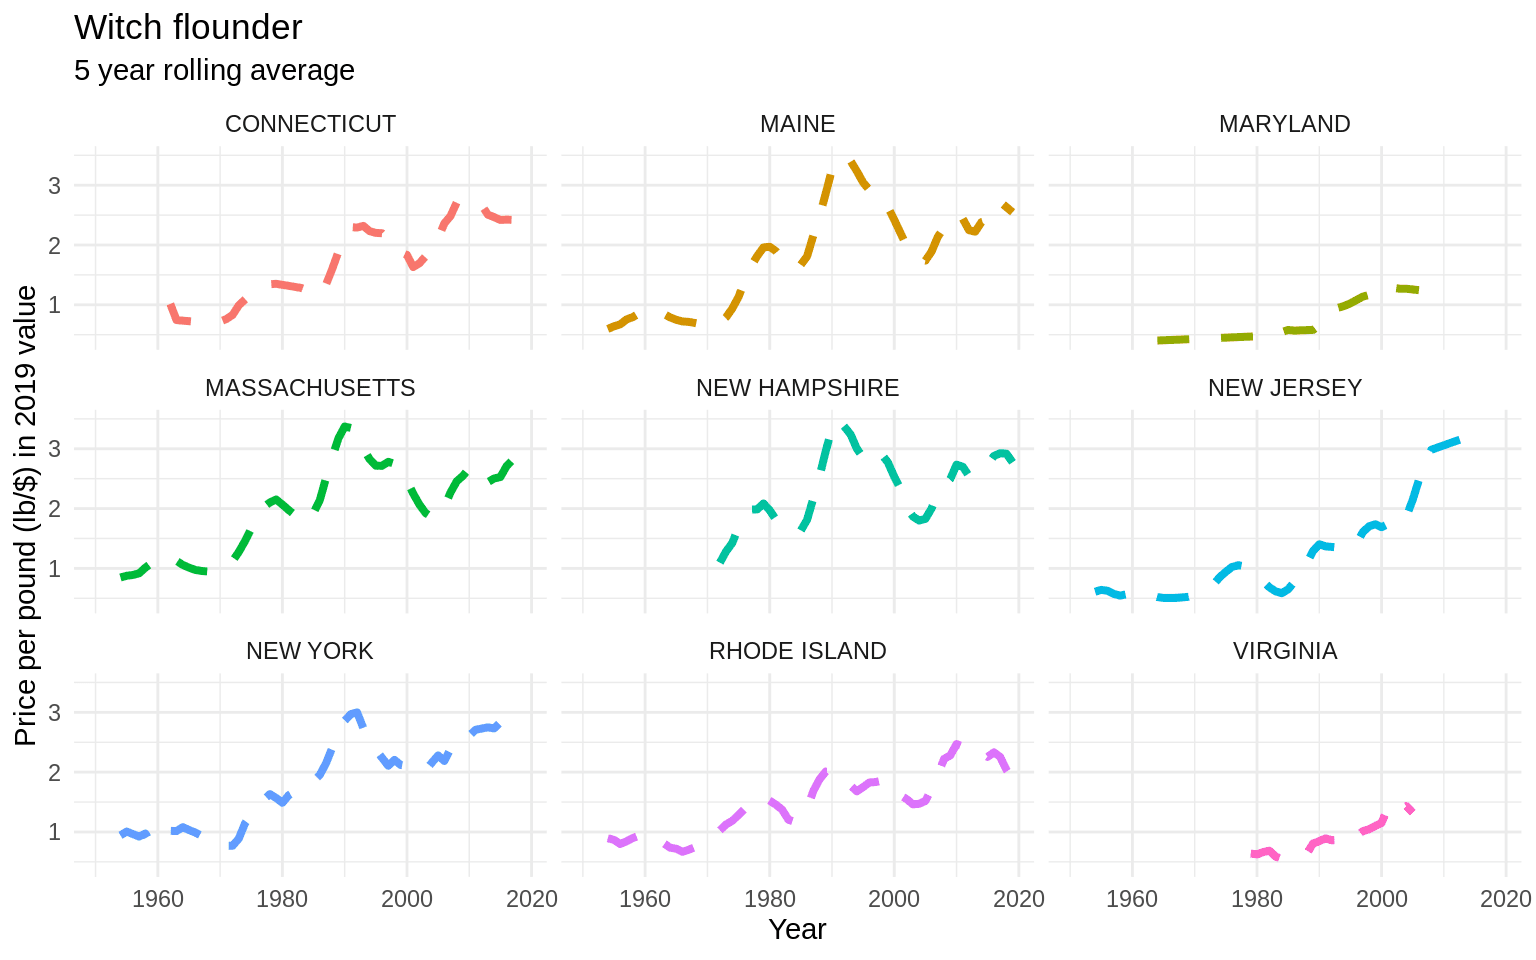 Witch flounder
5 year rolling average
CONNECTICUT
MAINE
MARYLAND
3
2
1
MASSACHUSETTS
NEW HAMPSHIRE
NEW JERSEY
3
2
1
NEW YORK
RHODE ISLAND
VIRGINIA
3
2
1
1960 1980 2000 2020
1960 1980 2000 2020
1960 1980 2000 2020
Year
Price per pound (lb/$) in 2019 value